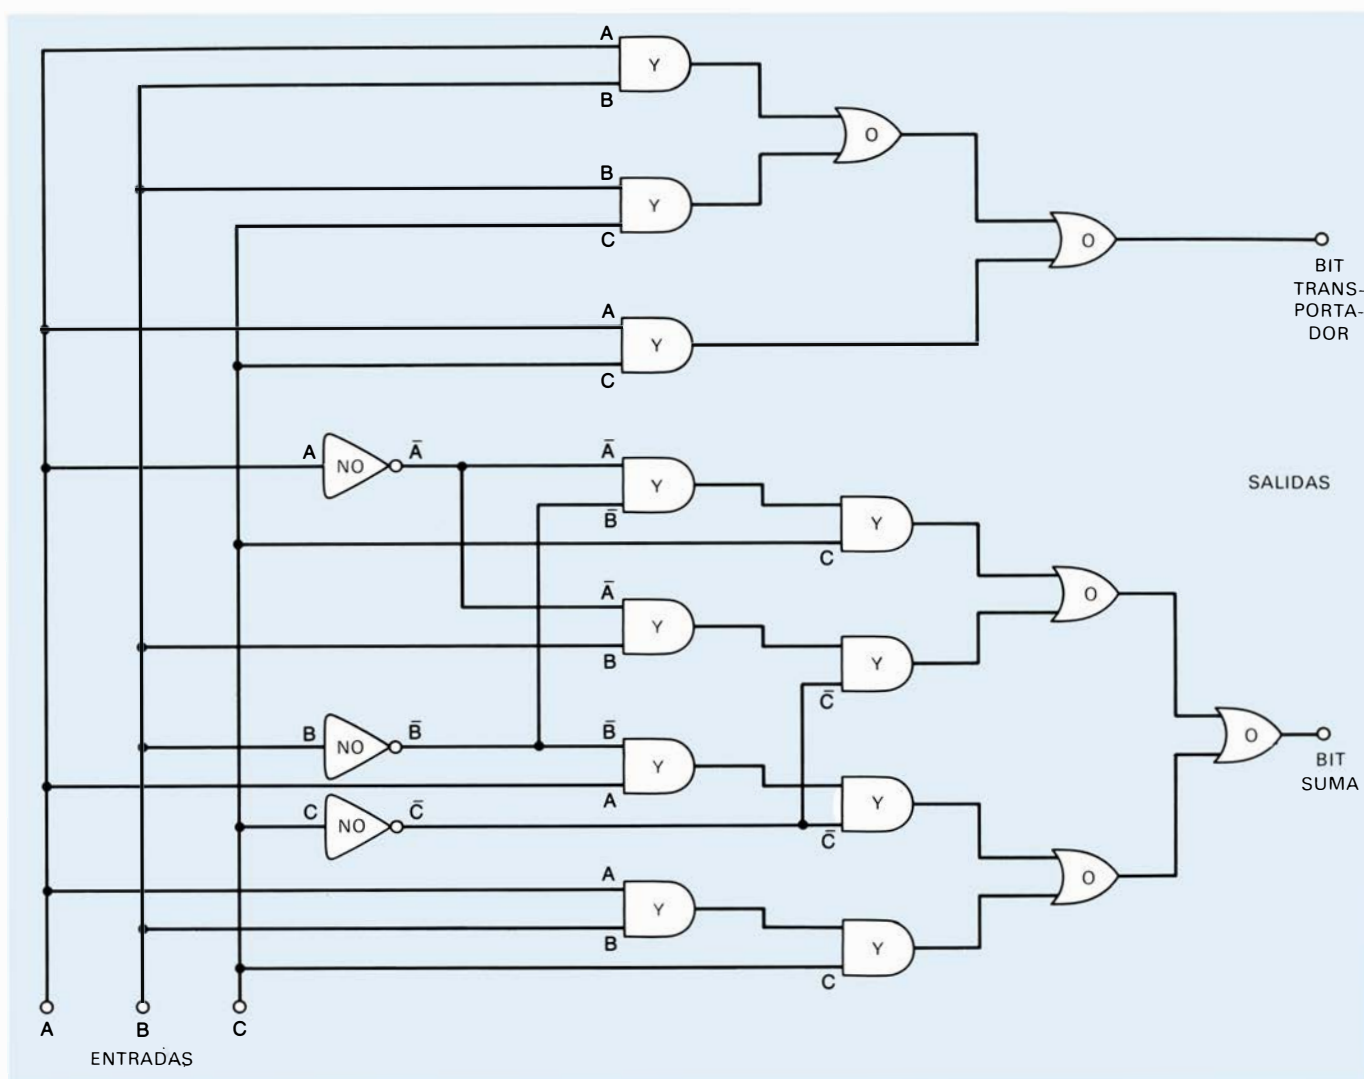 A
Y
B
O
B
Y
C
O
BIT
TRANS-
PORTA-
DOR
A
Y
C
A
NO
Ā
Ā
Y
B̄
SALIDAS
Y
C
Ā
Y
B
O
Y
C̄
B
NO
B̄
B̄
Y
A
O
BIT
SUMA
C
NO
C̄
Y
C̄
A
Y
B
O
Y
C
A
B
C
ENTRADAS